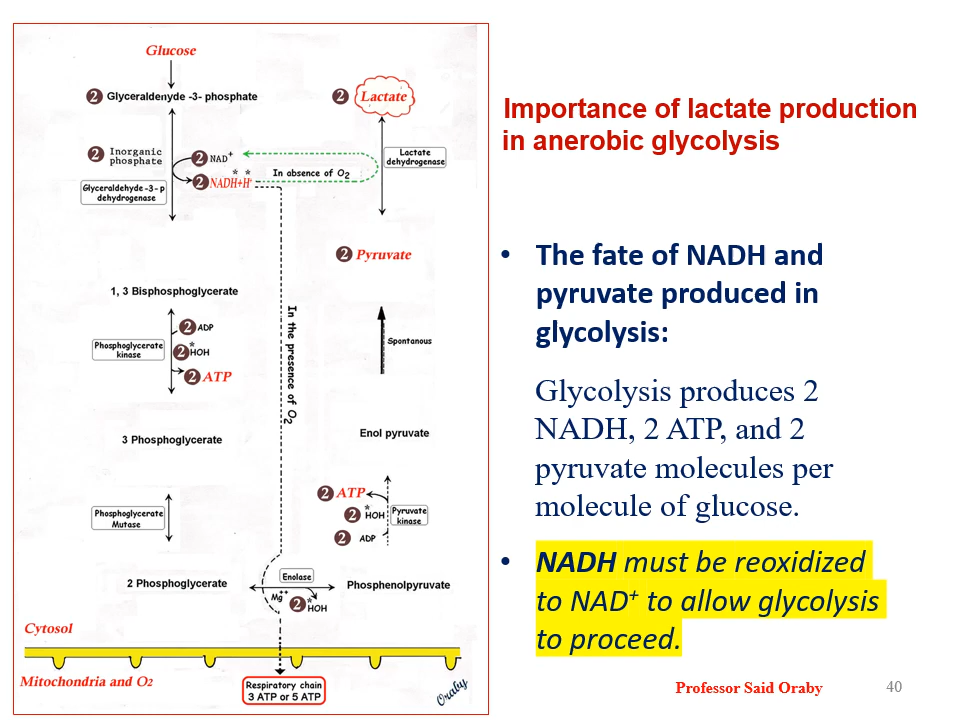 Glucose
2 Glyceraldenyde -3- phosphate
2 Lactate
2 Inorganic
phosphate
2 NAD+
2 NADH+H+
* *
Glyceraldehyde -3-p
dehydrogenase
In absence of O2
Lactate
dehydrogenase
2 Pyruvate
1, 3 Bisphosphoglycerate
Phosphoglycerate
kinase
2 ADP
2 HOH
*
2 ATP
In the presence of O2
Spontanous
3 Phosphoglycerate
Enol pyruvate
Phosphoglycerate
Mutase
2 ATP
2 HOH
*
2 ADP
Pyruvate
kinase
2 Phosphoglycerate
Enolase
Mg++
2 HOH
*
Phosphenolpyruvate
Cytosol
Mitochondria and O2
Respiratory chain
3 ATP or 5 ATP
Oraby
Importance of lactate production
in anerobic glycolysis
• The fate of NADH and
pyruvate produced in
glycolysis:
Glycolysis produces 2
NADH, 2 ATP, and 2
pyruvate molecules per
molecule of glucose.
• NADH must be reoxidized
to NAD+ to allow glycolysis
to proceed.
Professor Said Oraby
40